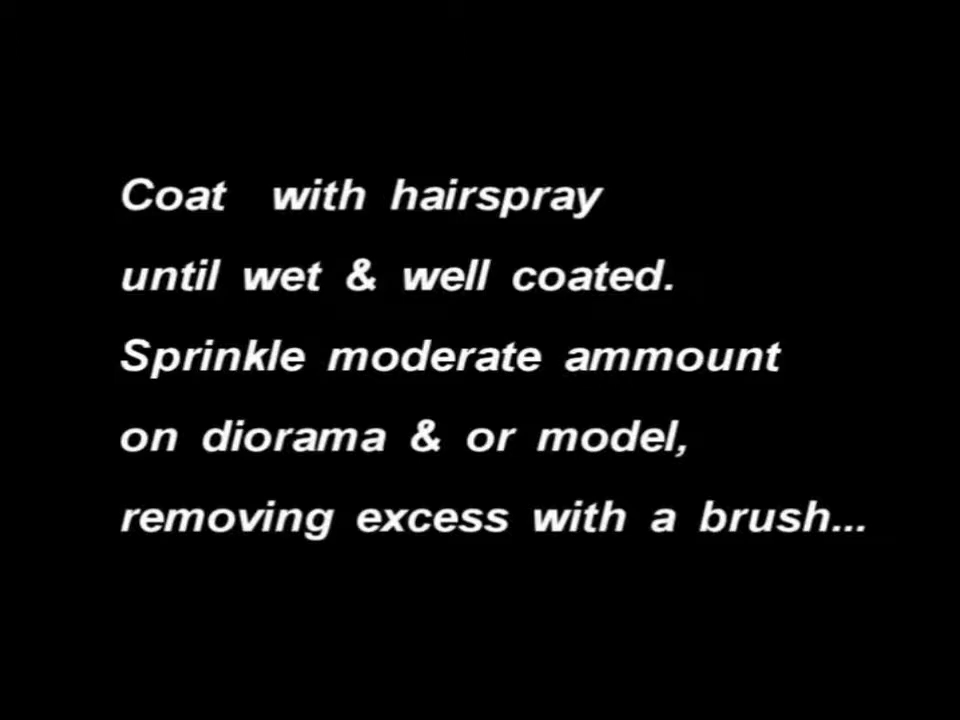 Coat with hairspray
until wet & well coated.
Sprinkle moderate ammount
on diorama & or model,
removing excess with a brush...